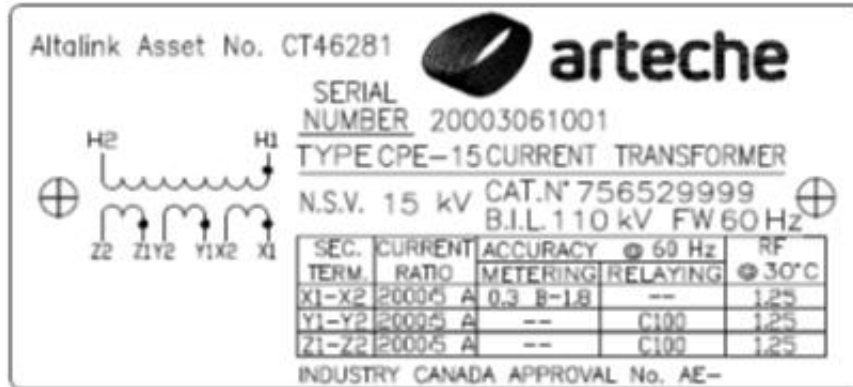 Altalink Asset No. CT46281
arteche
SERIAL
NUMBER 20003061001
TYPE CPE-15 CURRENT TRANSFORMER
N.S.V. 15 kV CAT.N° 756529999
B.I.L. 110 kV FW 60 Hz
H2 H1
Z2 Z1 Y2 Y1 X2 X1
SEC. CURRENT ACCURACY @ 60 Hz RF
TERM. RATIO METERING RELAYING @ 30°C
X1-X2 2000:5 A 0.3 B-1.8 -- 1.25
Y1-Y2 2000:5 A -- C100 1.25
Z1-Z2 2000:5 A -- C100 1.25
INDUSTRY CANADA APPROVAL No. AE-